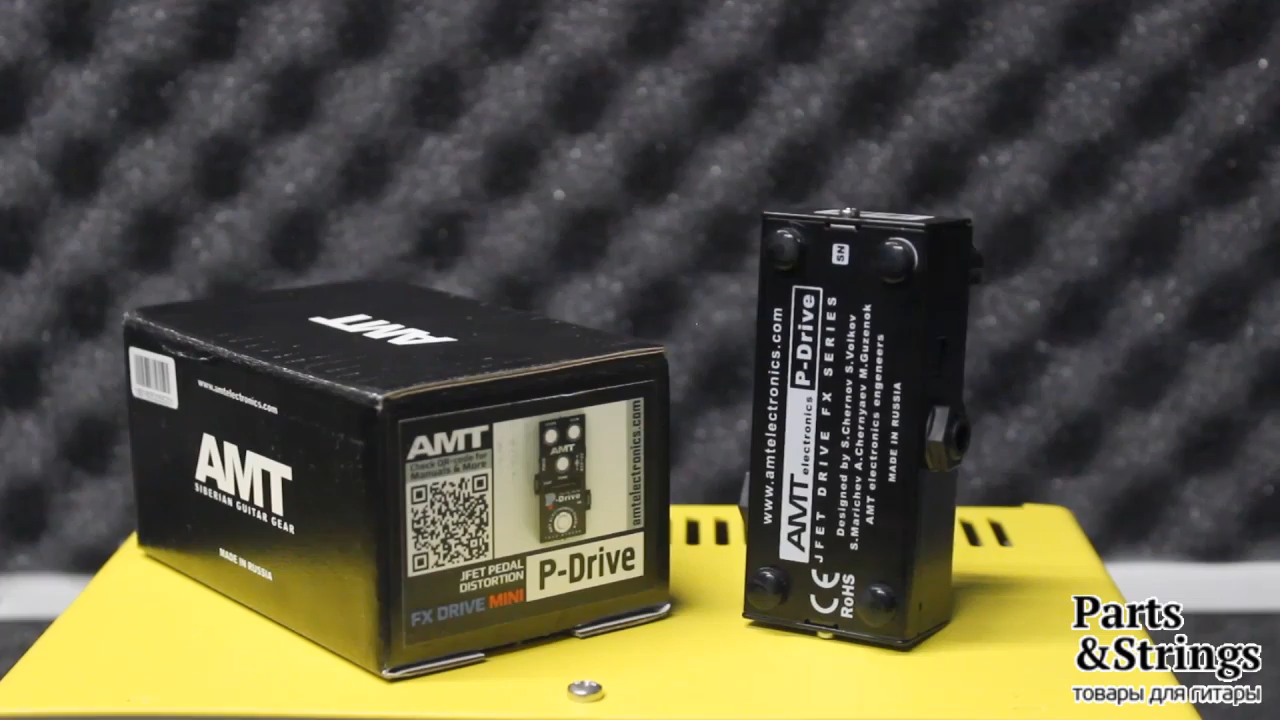 AMT
www.amtelectronics.com
AMT
SIBERIAN GUITAR GEAR
MADE IN RUSSIA
AMT
Check QR-code for
Manuals & More
AMT
P-Drive
amtelectronics.com
JFET PEDAL
DISTORTION
P-Drive
FX DRIVE MINI
SN
www.amtelectronics.com
AMT electronics P-Drive
JFET DRIVE FX SERIES
Designed by S.Chernov S.Volkov
S.Marichev A.Chernyaev M.Guzenok
AMT electronics engeneers
MADE IN RUSSIA
CE
RoHS
Parts
&Strings
товары для гитары